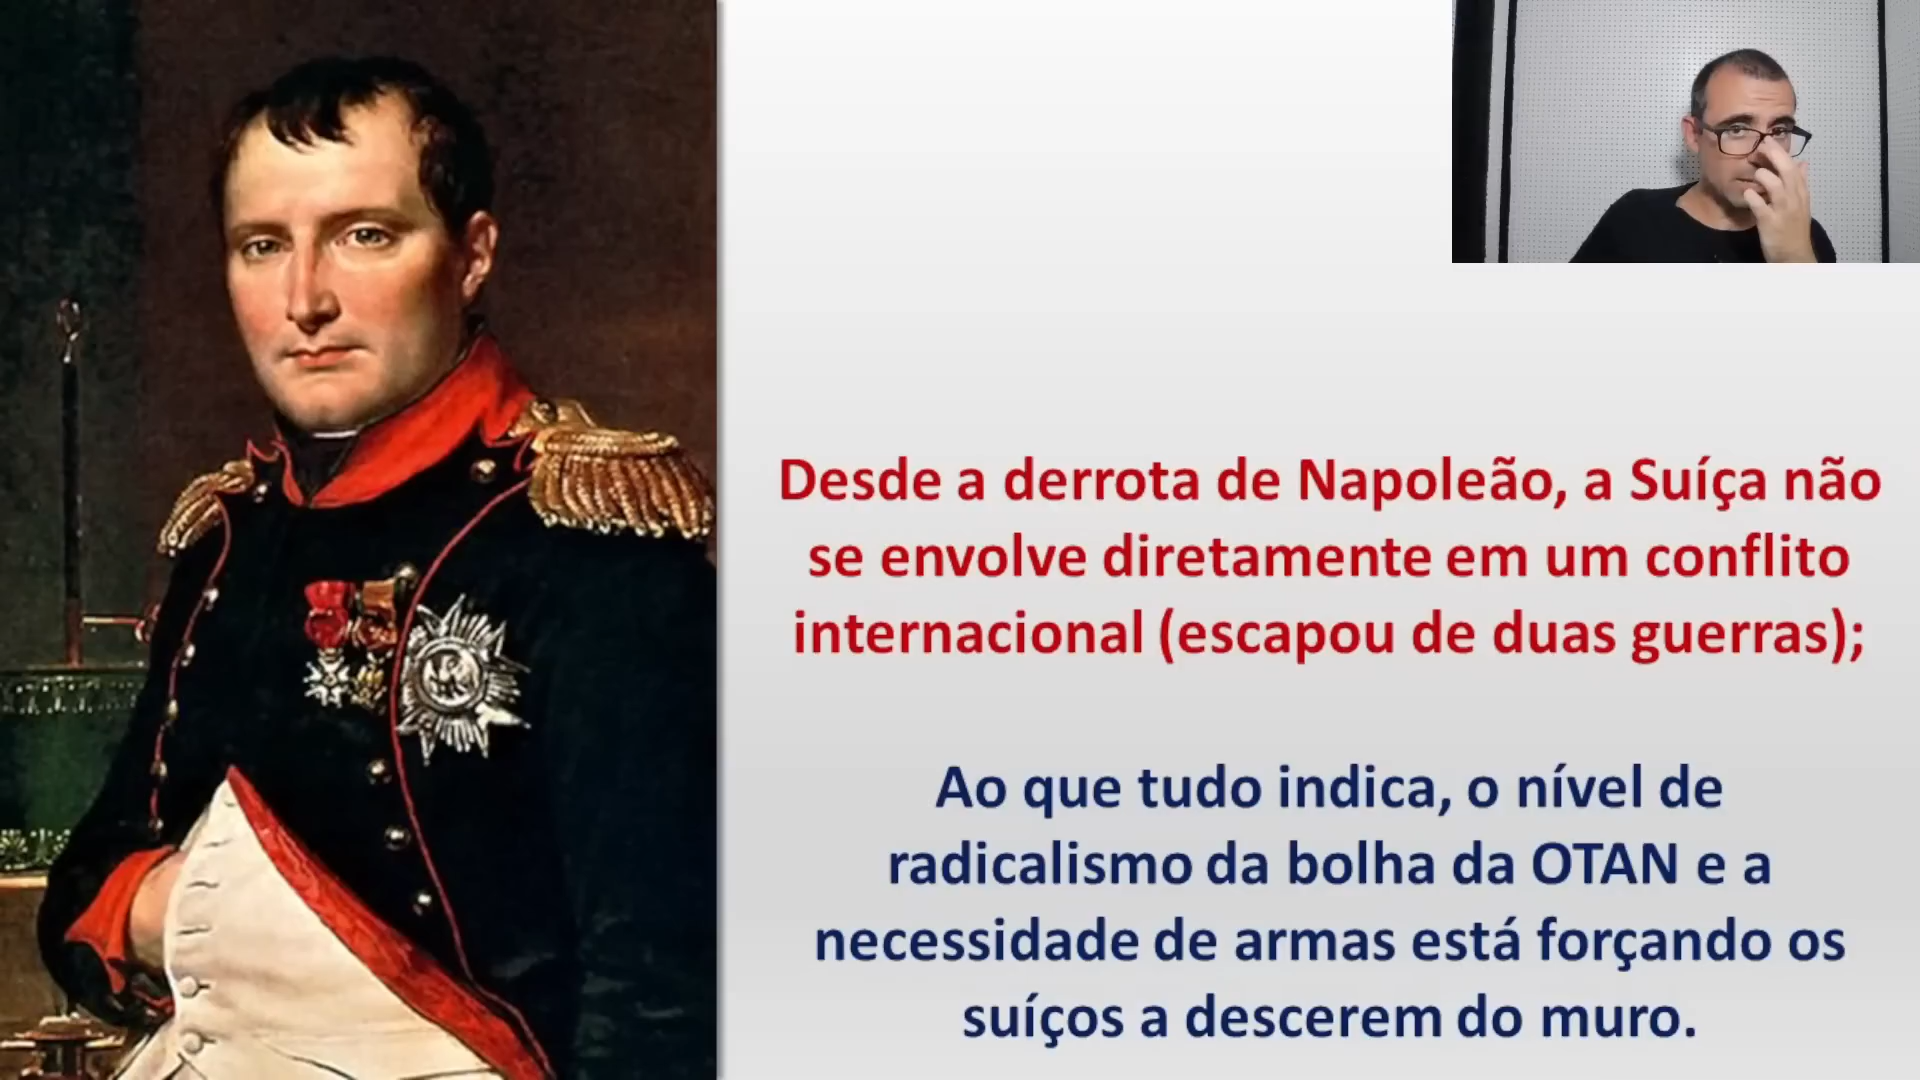 Desde a derrota de Napoleão, a Suíça não
se envolve diretamente em um conflito
internacional (escapou de duas guerras);
Ao que tudo indica, o nível de
radicalismo da bolha da OTAN e a
necessidade de armas está forçando os
suíços a descerem do muro.